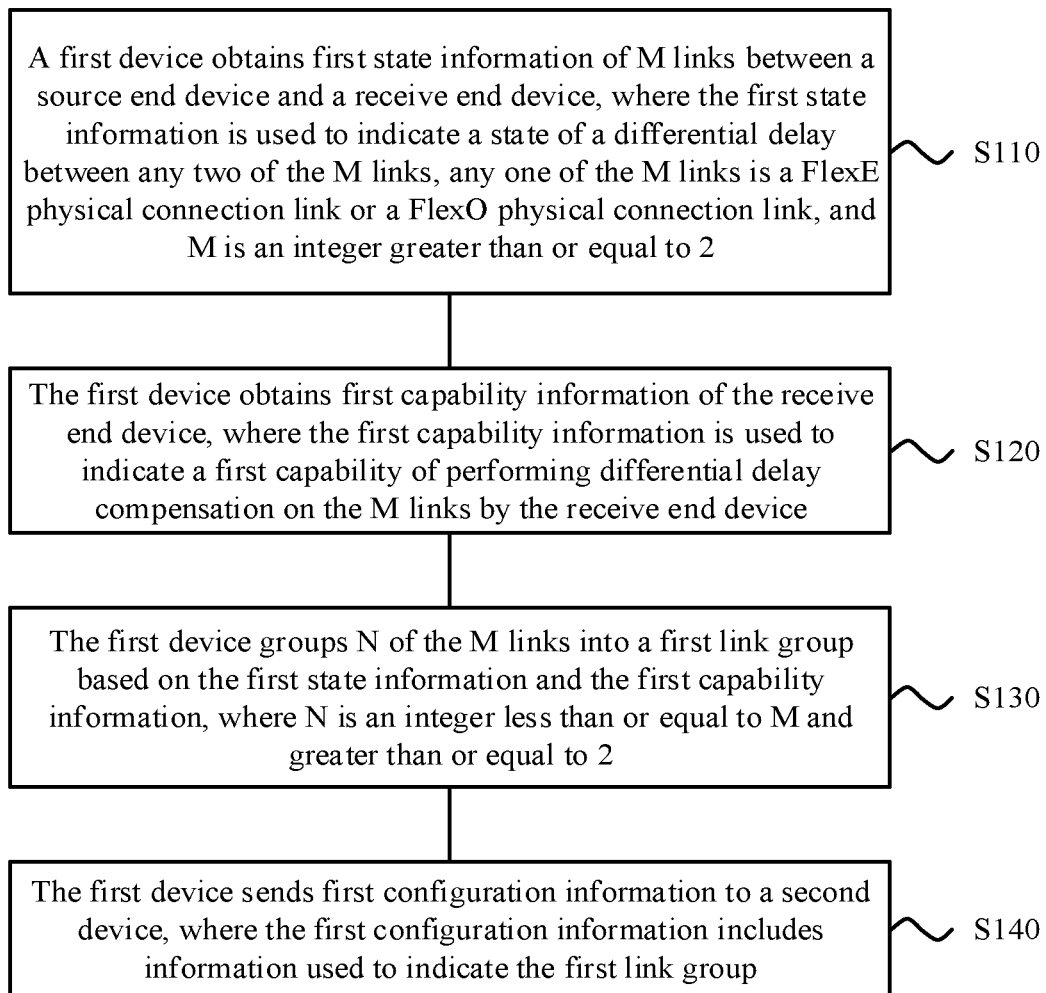 A first device obtains first state information of M links between a
source end device and a receive end device, where the first state
information is used to indicate a state of a differential delay
between any two of the M links, any one of the M links is a FlexE
physical connection link or a FlexO physical connection link, and
M is an integer greater than or equal to 2
S110
The first device obtains first capability information of the receive
end device, where the first capability information is used to
indicate a first capability of performing differential delay
compensation on the M links by the receive end device
S120
The first device groups N of the M links into a first link group
based on the first state information and the first capability
information, where N is an integer less than or equal to M and
greater than or equal to 2
S130
The first device sends first configuration information to a second
device, where the first configuration information includes
information used to indicate the first link group
S140